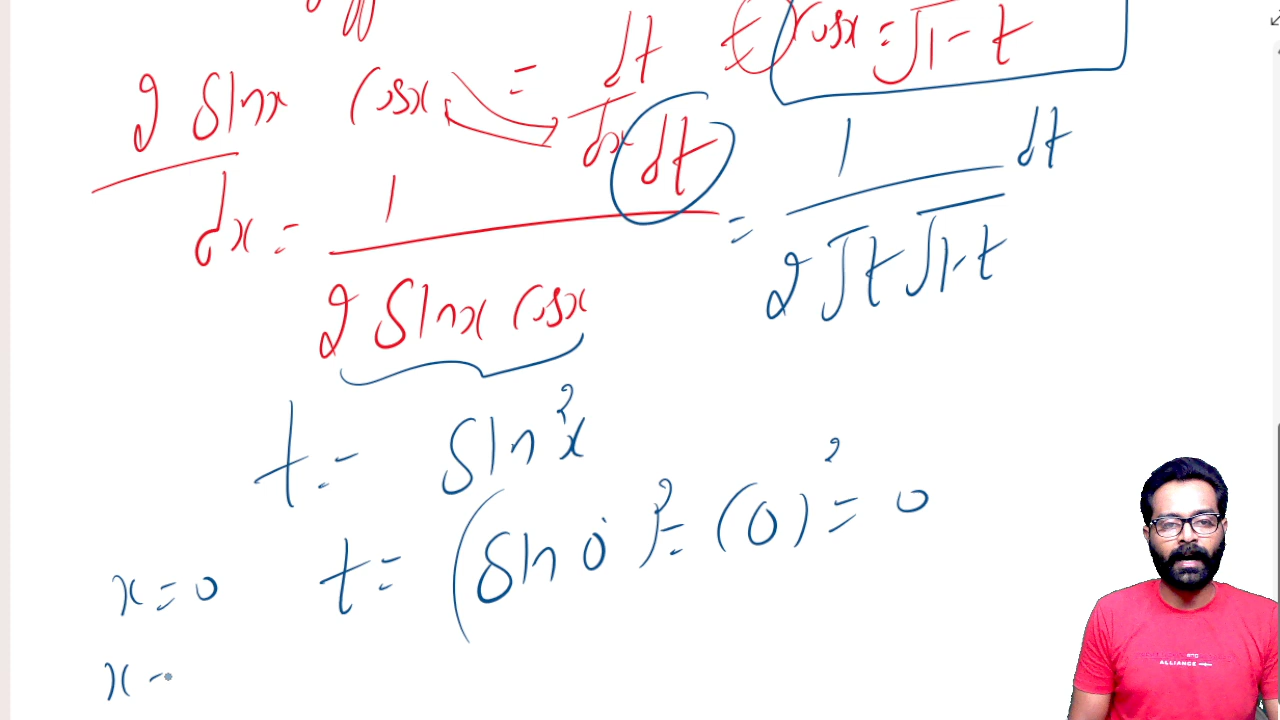 2 sinx cosx = dt/dx t cosx = √1-t
dx = 1/2 sinx cosx dt = 1/2√t√1-t dt
t = sin²x
x = 0 t = (sin 0)² = (0)² = 0
x -
ALLIANCE